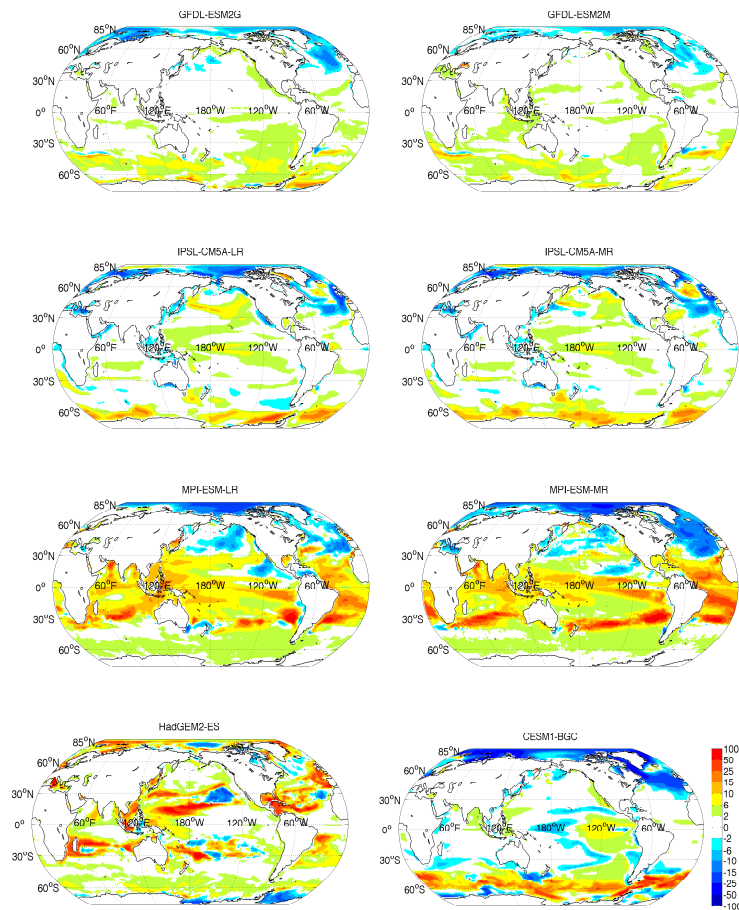 GFDL-ESM2G
85°N
60°N
30°N
0°
30°S
60°S
60°E 120°E 180°W 120°W 60°W
GFDL-ESM2M
85°N
60°N
30°N
0°
30°S
60°S
60°E 120°E 180°W 120°W 60°W
IPSL-CM5A-LR
85°N
60°N
30°N
0°
30°S
60°S
60°E 120°E 180°W 120°W 60°W
IPSL-CM5A-MR
85°N
60°N
30°N
0°
30°S
60°S
60°E 120°E 180°W 120°W 60°W
MPI-ESM-LR
85°N
60°N
30°N
0°
30°S
60°S
60°E 120°E 180°W 120°W 60°W
MPI-ESM-MR
85°N
60°N
30°N
0°
30°S
60°S
60°E 120°E 180°W 120°W 60°W
HadGEM2-ES
85°N
60°N
30°N
0°
30°S
60°S
60°E 120°E 180°W 120°W 60°W
CESM1-BGC
85°N
60°N
30°N
0°
30°S
60°S
60°E 120°E 180°W 120°W 60°W
100
50
25
15
10
6
2
0
-2
-6
-10
-15
-25
-50
-100